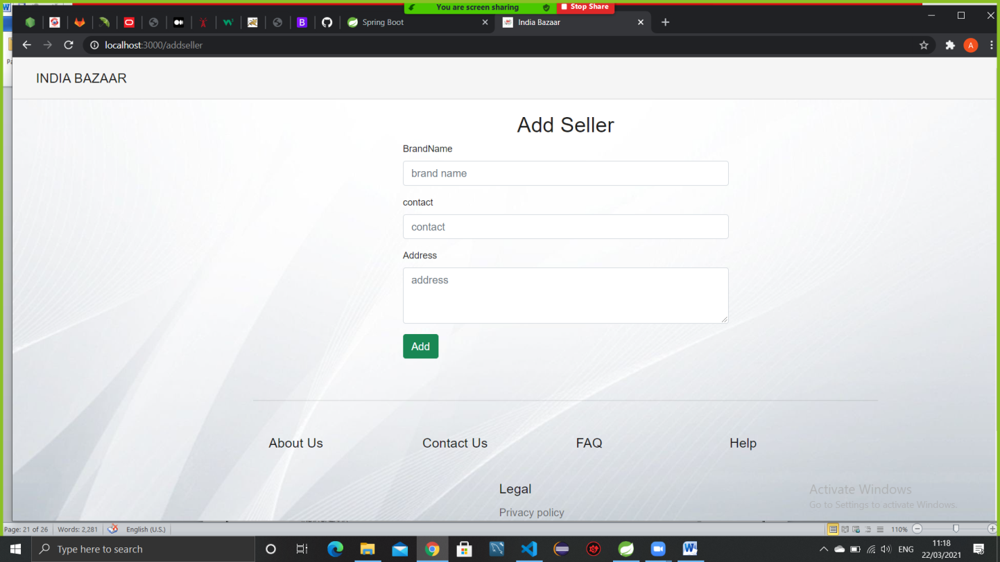 You are screen sharing
Stop Share
Spring Boot
India Bazaar
localhost:3000/addseller
A
Pa
INDIA BAZAAR
Add Seller
BrandName
brand name
contact
contact
Address
address
Add
About Us
Contact Us
FAQ
Help
Legal
Privacy policy
Activate Windows
Go to Settings to activate Windows.
Page: 21 of 26
Words: 2,281
English (U.S.)
110%
Type here to search
ENG
11:18
22/03/2021